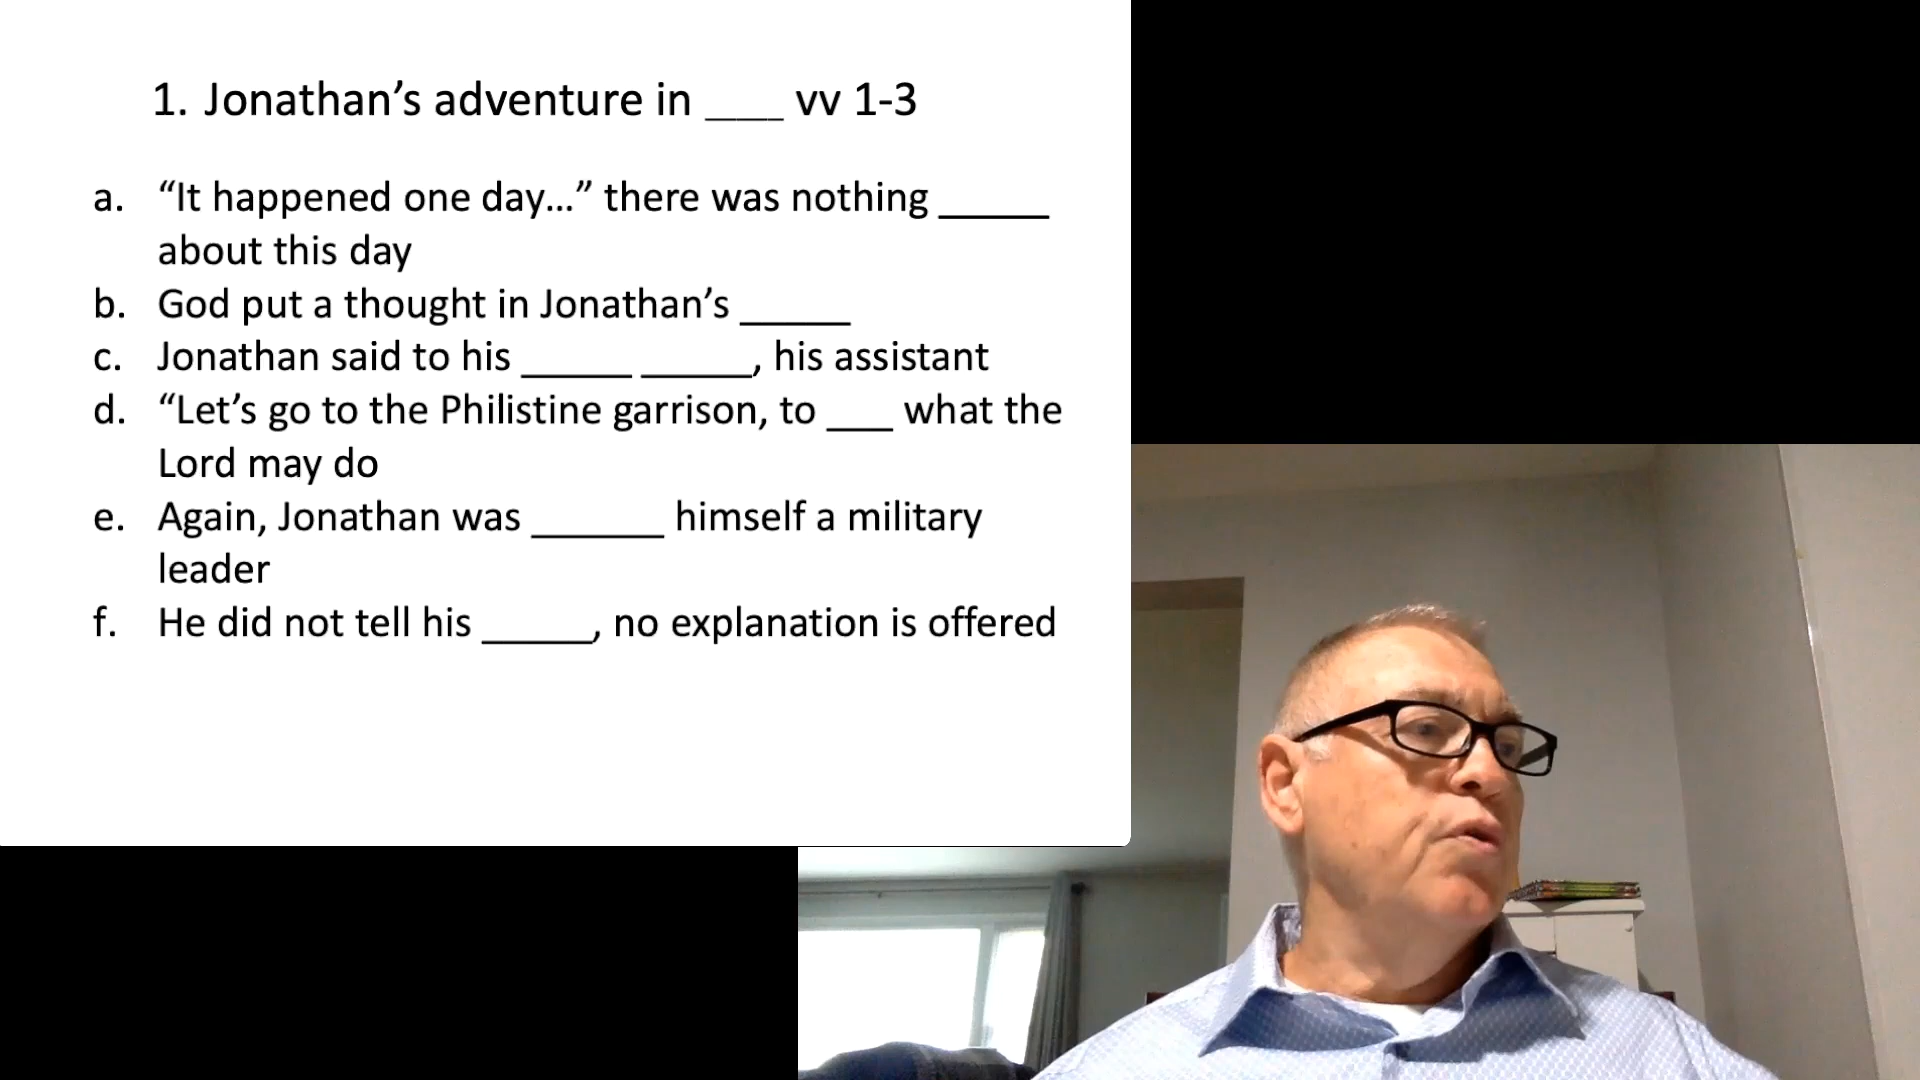 1. Jonathan’s adventure in ____ vv 1-3
a. “It happened one day…” there was nothing _____
about this day
b. God put a thought in Jonathan’s _____
c. Jonathan said to his _____ _____, his assistant
d. “Let’s go to the Philistine garrison, to ___ what the
Lord may do
e. Again, Jonathan was ______ himself a military
leader
f. He did not tell his _____, no explanation is offered